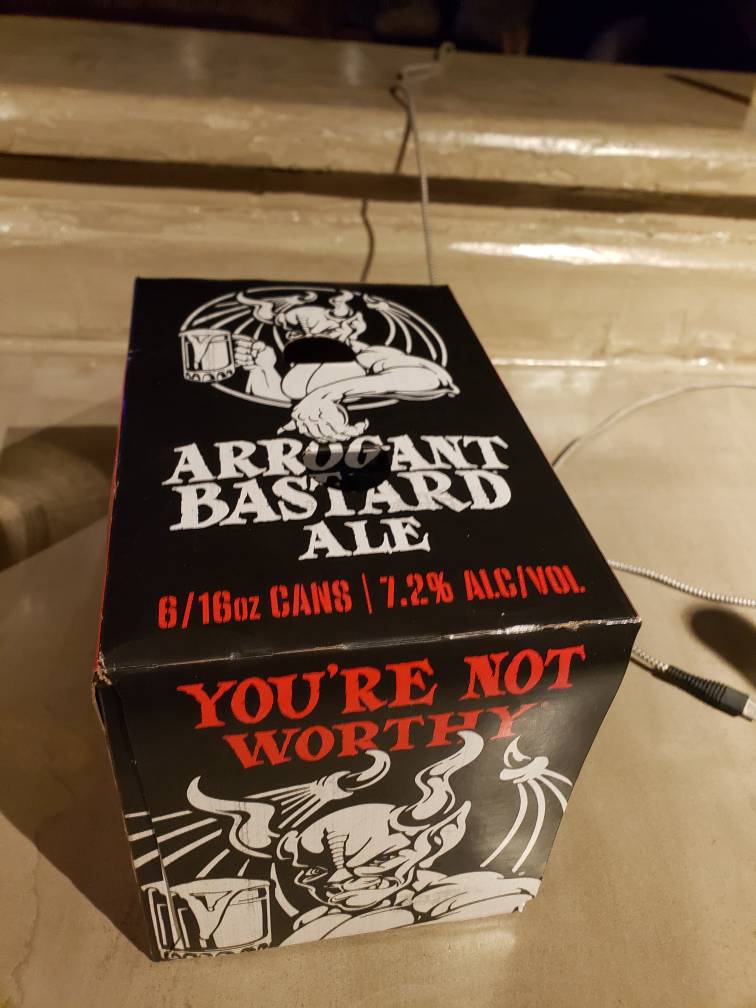 ARROGANT
BASTARD
ALE
6/16oz CANS | 7.2% ALC/VOL
YOU'RE NOT
WORTHY